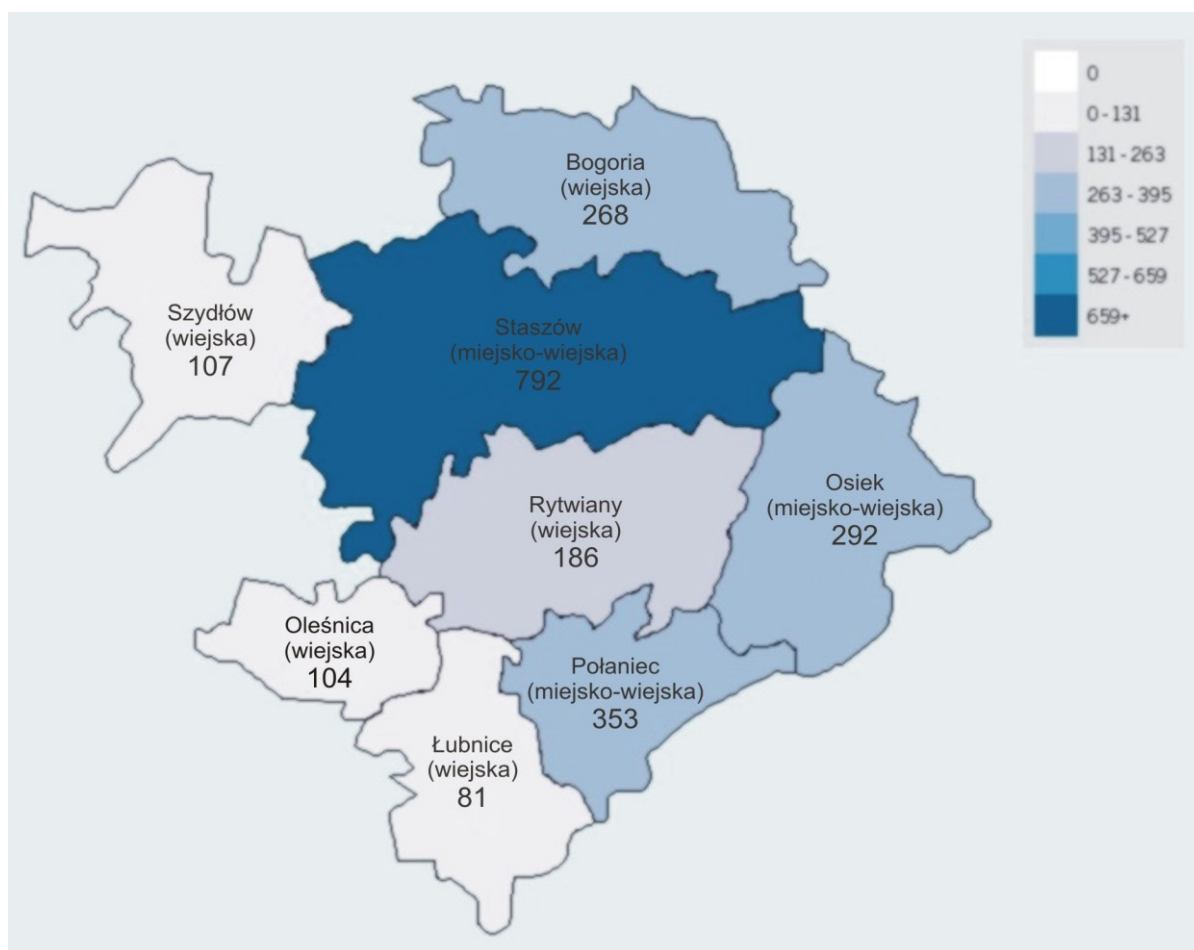 0
0 - 131
131 - 263
263 - 395
395 - 527
527 - 659
659+
Bogoria
(wiejska)
268
Szydłów
(wiejska)
107
Staszów
(miejsko-wiejska)
792
Osiek
(miejsko-wiejska)
292
Rytwiany
(wiejska)
186
Oleśnica
(wiejska)
104
Połaniec
(miejsko-wiejska)
353
Łubnice
(wiejska)
81